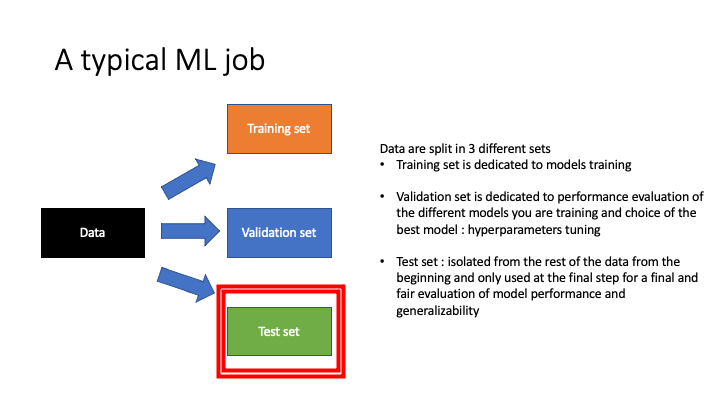 A typical ML job
Training set
Data
Validation set
Test set
Data are split in 3 different sets
• Training set is dedicated to models training
• Validation set is dedicated to performance evaluation of
the different models you are training and choice of the
best model : hyperparameters tuning
• Test set : isolated from the rest of the data from the
beginning and only used at the final step for a final and
fair evaluation of model performance and
generalizability